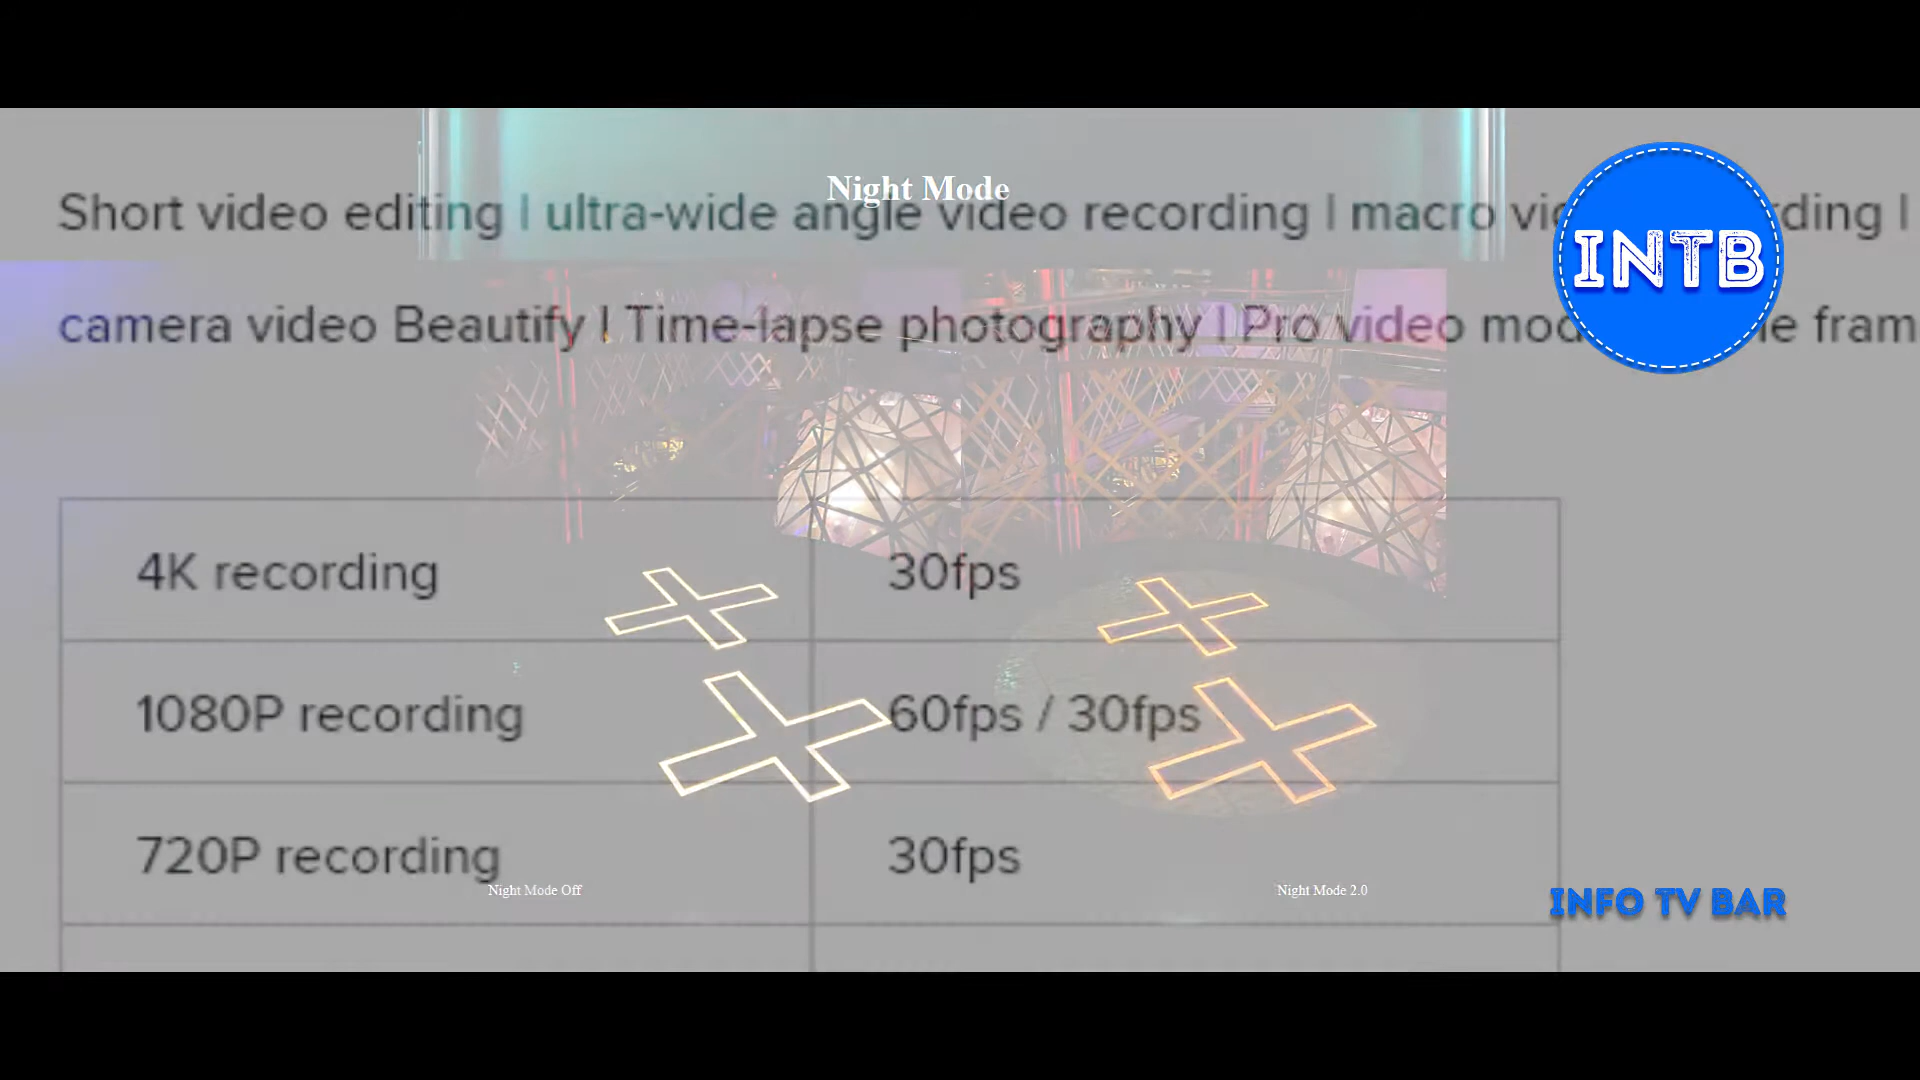 Night Mode
Short video editing | ultra-wide angle video recording | macro vi rding |
INTB
camera video Beautify | Time-lapse photography | Pro video mod e fram
4K recording 30fps
1080P recording 60fps / 30fps
720P recording 30fps
Night Mode Off Night Mode 2.0
INFO TV BAR